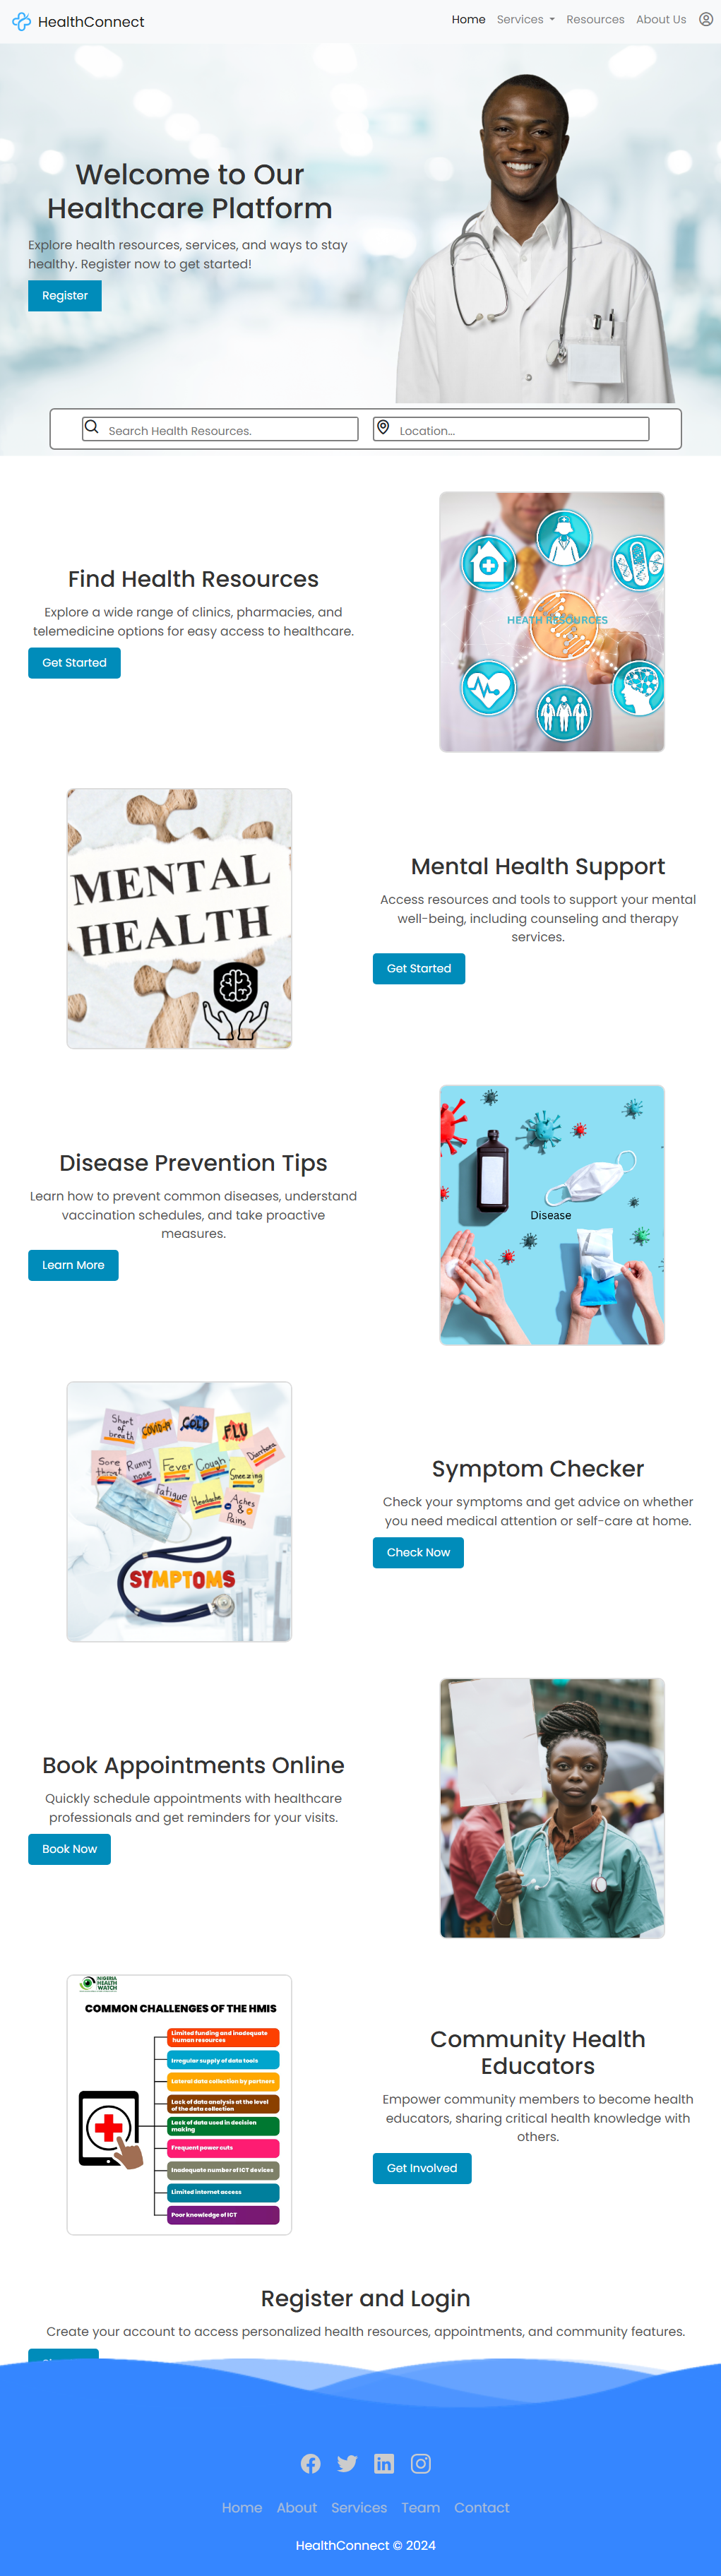 HealthConnect
Home Services Resources About Us
Welcome to Our
Healthcare Platform
Explore health resources, services, and ways to stay
healthy. Register now to get started!
Register
Search Health Resources.
Location...
Find Health Resources
Explore a wide range of clinics, pharmacies, and
telemedicine options for easy access to healthcare.
Get Started
HEATH RESOURCES
MENTAL
HEALTH
Mental Health Support
Access resources and tools to support your mental
well-being, including counseling and therapy
services.
Get Started
Disease Prevention Tips
Learn how to prevent common diseases, understand
vaccination schedules, and take proactive
measures.
Learn More
Disease
Short of breath
COVID-19
COLD
FLU
Diarrhea
Sore throat
Runny nose
Fever
Cough
Sneezing
Fatigue
Headache
Aches & Pains
SYMPTOMS
Symptom Checker
Check your symptoms and get advice on whether
you need medical attention or self-care at home.
Check Now
Book Appointments Online
Quickly schedule appointments with healthcare
professionals and get reminders for your visits.
Book Now
NIGERIA
HEALTH
WATCH
COMMON CHALLENGES OF THE HMIS
Limited funding and inadequate
human resources
Irregular supply of data tools
Lateral data collection by partners
Lack of data analysis at the level
of the data collection
Lack of data used in decision
making
Frequent power cuts
Inadequate number of ICT devices
Limited internet access
Poor knowledge of ICT
Community Health
Educators
Empower community members to become health
educators, sharing critical health knowledge with
others.
Get Involved
Register and Login
Create your account to access personalized health resources, appointments, and community features.
Home About Services Team Contact
HealthConnect © 2024